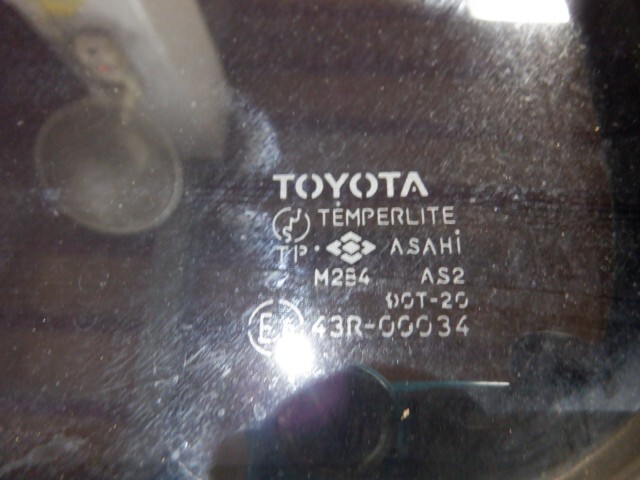 TOYOTA
TEMPERLITE
TP ASAHI
M2B4 AS2
DOT-20
E 43R-00034